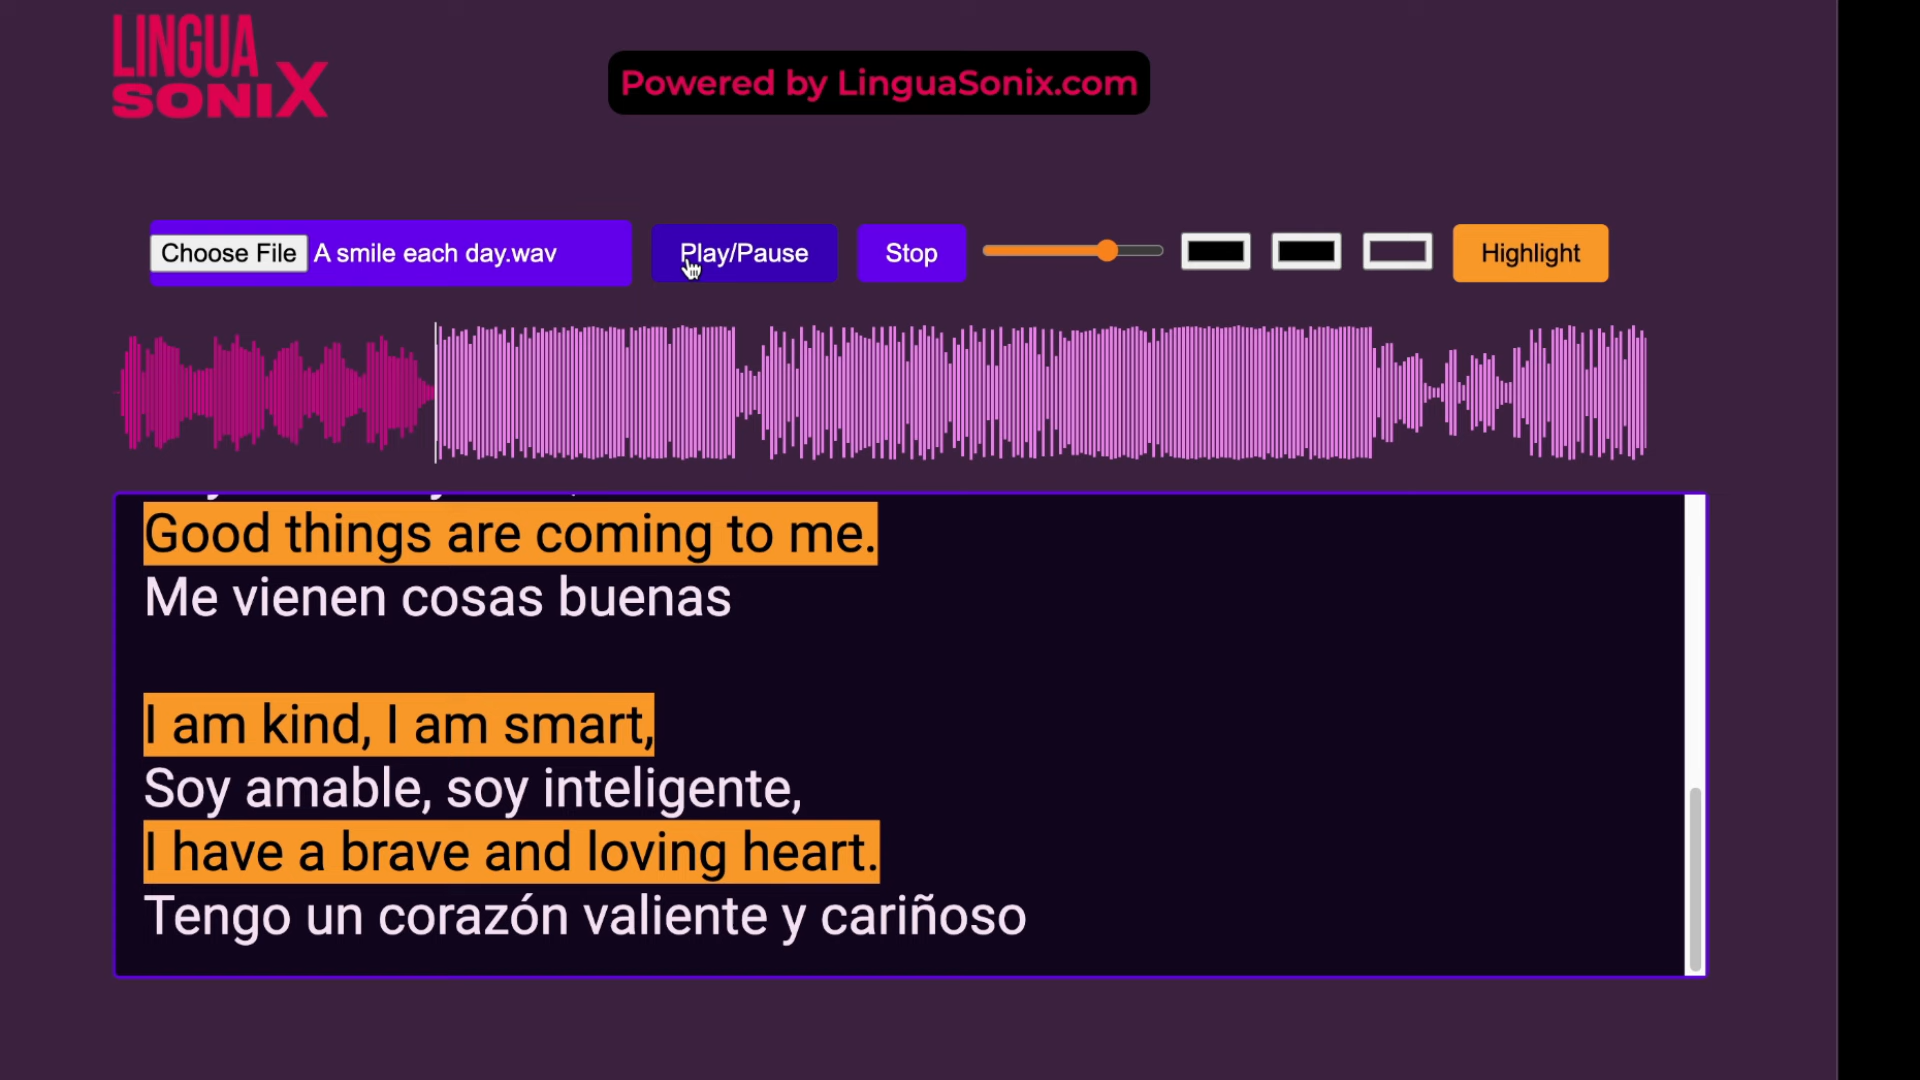 LINGUA
SONIX
Powered by LinguaSonix.com
Choose File A smile each day.wav
Play/Pause
Stop
Highlight
Good things are coming to me.
Me vienen cosas buenas
I am kind, I am smart,
Soy amable, soy inteligente,
I have a brave and loving heart.
Tengo un corazón valiente y cariñoso